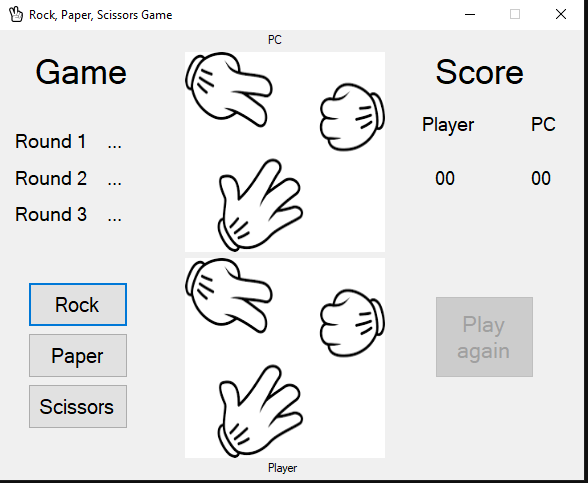 Rock, Paper, Scissors Game
PC
Game
Score
Player PC
Round 1 ...
Round 2 ...
00 00
Round 3 ...
Rock
Paper
Scissors
Play
again
Player